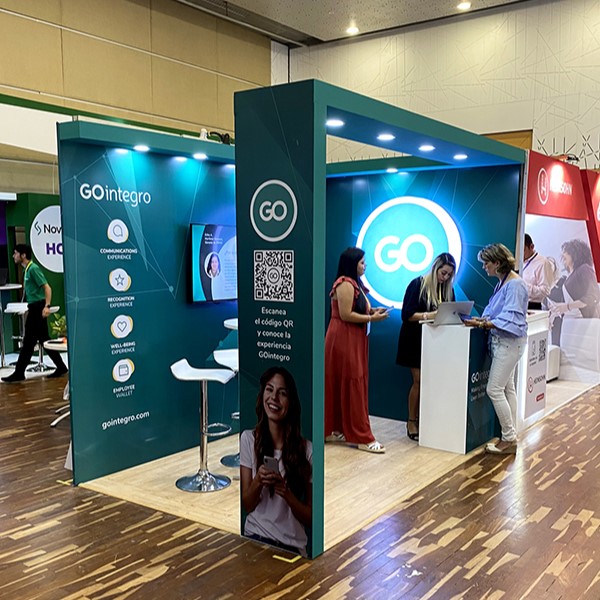 GOintegro
COMMUNICATIONS
EXPERIENCE
RECOGNITION
EXPERIENCE
WELL-BEING
EXPERIENCE
EMPLOYEE
WALLET
gointegro.com
GO
Escanea
el código QR
y conoce la
experiencia
GOintegro
GO